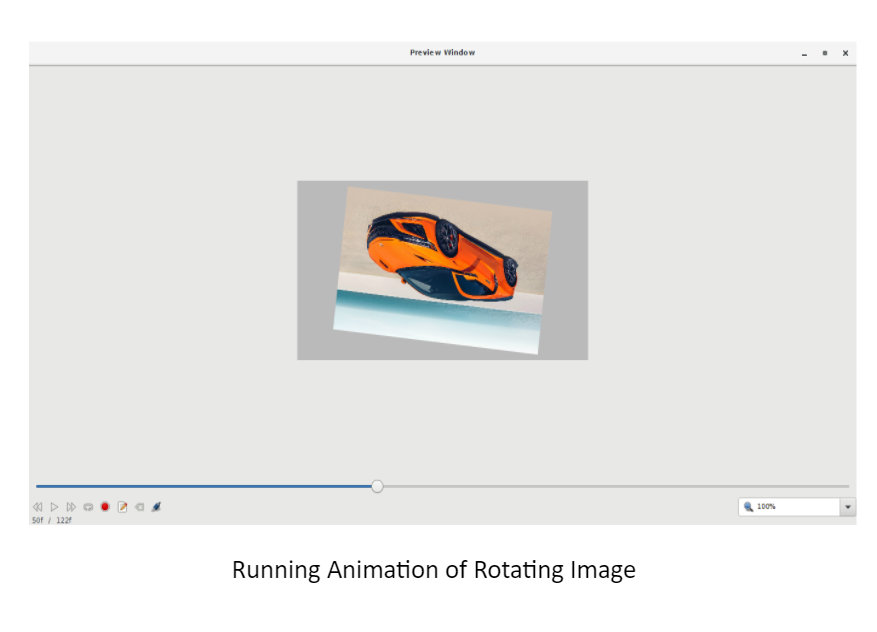 Preview Window
100%
50f / 122f
Running Animation of Rotating Image